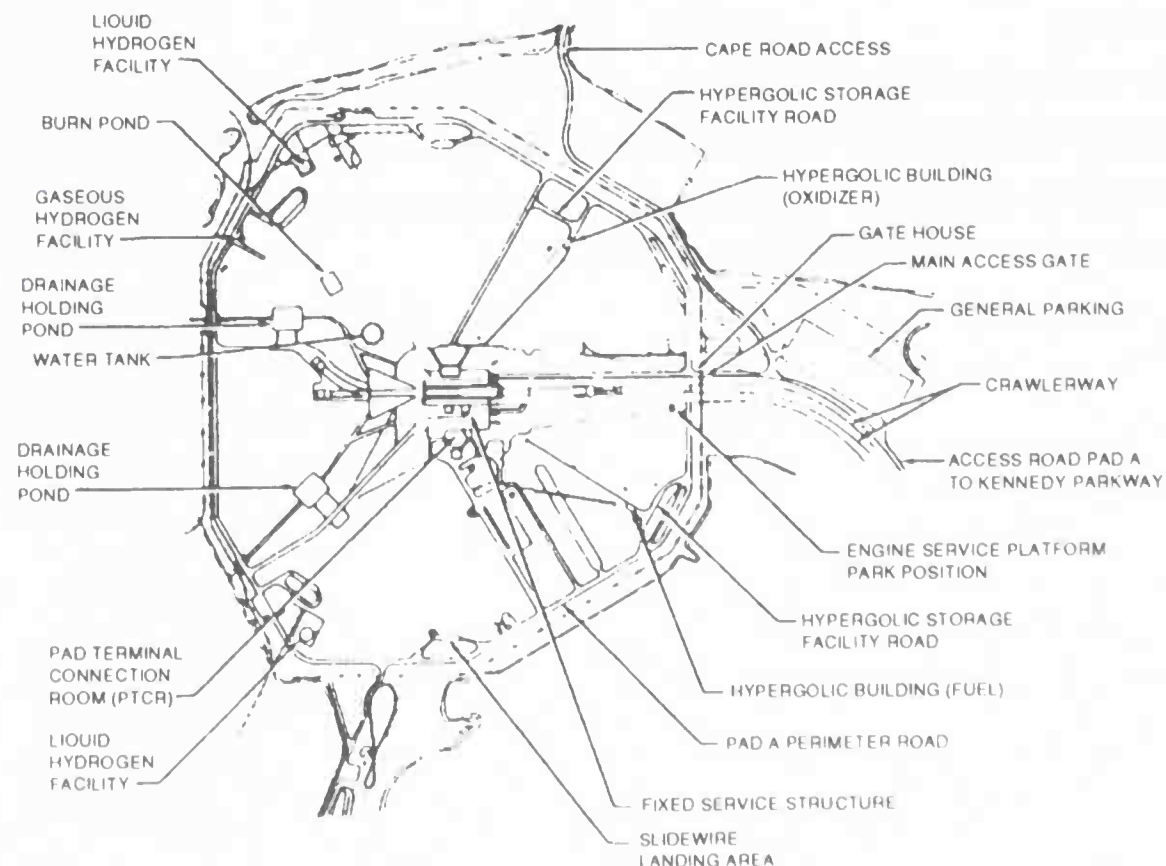 LIQUID
HYDROGEN
FACILITY
BURN POND
GASEOUS
HYDROGEN
FACILITY
DRAINAGE
HOLDING
POND
WATER TANK
DRAINAGE
HOLDING
POND
PAD TERMINAL
CONNECTION
ROOM (PTCR)
LIQUID
HYDROGEN
FACILITY
CAPE ROAD ACCESS
HYPERGOLIC STORAGE
FACILITY ROAD
HYPERGOLIC BUILDING
(OXIDIZER)
GATE HOUSE
MAIN ACCESS GATE
GENERAL PARKING
CRAWLERWAY
ACCESS ROAD PAD A
TO KENNEDY PARKWAY
ENGINE SERVICE PLATFORM
PARK POSITION
HYPERGOLIC STORAGE
FACILITY ROAD
HYPERGOLIC BUILDING (FUEL)
PAD A PERIMETER ROAD
FIXED SERVICE STRUCTURE
SLIDEWIRE
LANDING AREA